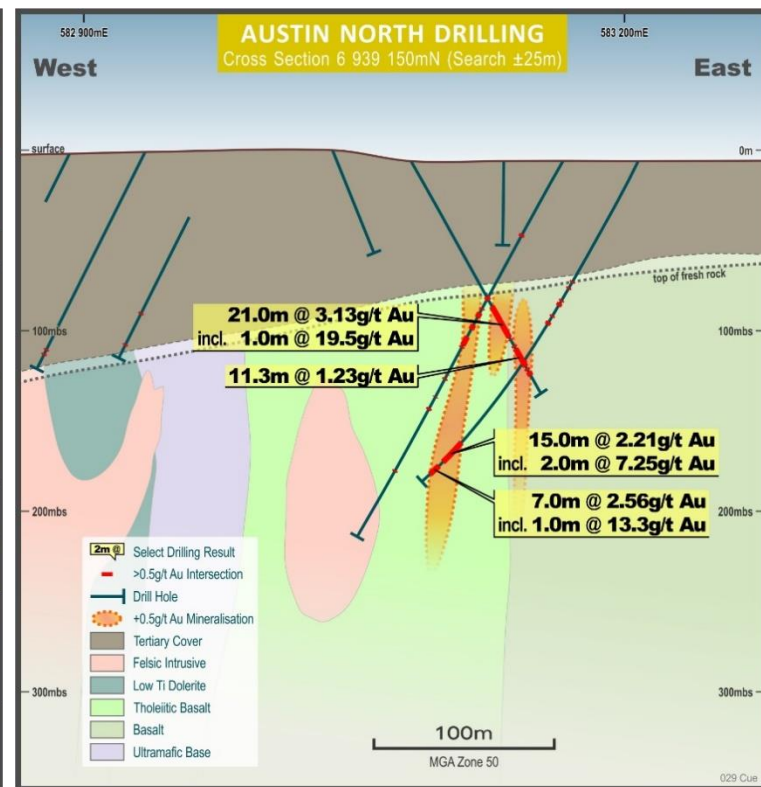 582 900mE
583 200mE
AUSTIN NORTH DRILLING
Cross Section 6 939 150mN (Search ±25m)
West
East
surface
0m
top of fresh rock
21.0m @ 3.13g/t Au
incl. 1.0m @ 19.5g/t Au
100mbs
100mbs
11.3m @ 1.23g/t Au
15.0m @ 2.21g/t Au
incl. 2.0m @ 7.25g/t Au
7.0m @ 2.56g/t Au
incl. 1.0m @ 13.3g/t Au
200mbs
200mbs
2m @ Select Drilling Result
>0.5g/t Au Intersection
Drill Hole
+0.5g/t Au Mineralisation
Tertiary Cover
Felsic Intrusive
Low Ti Dolerite
Tholeiitic Basalt
Basalt
Ultramafic Base
300mbs
300mbs
100m
MGA Zone 50
029 Cue